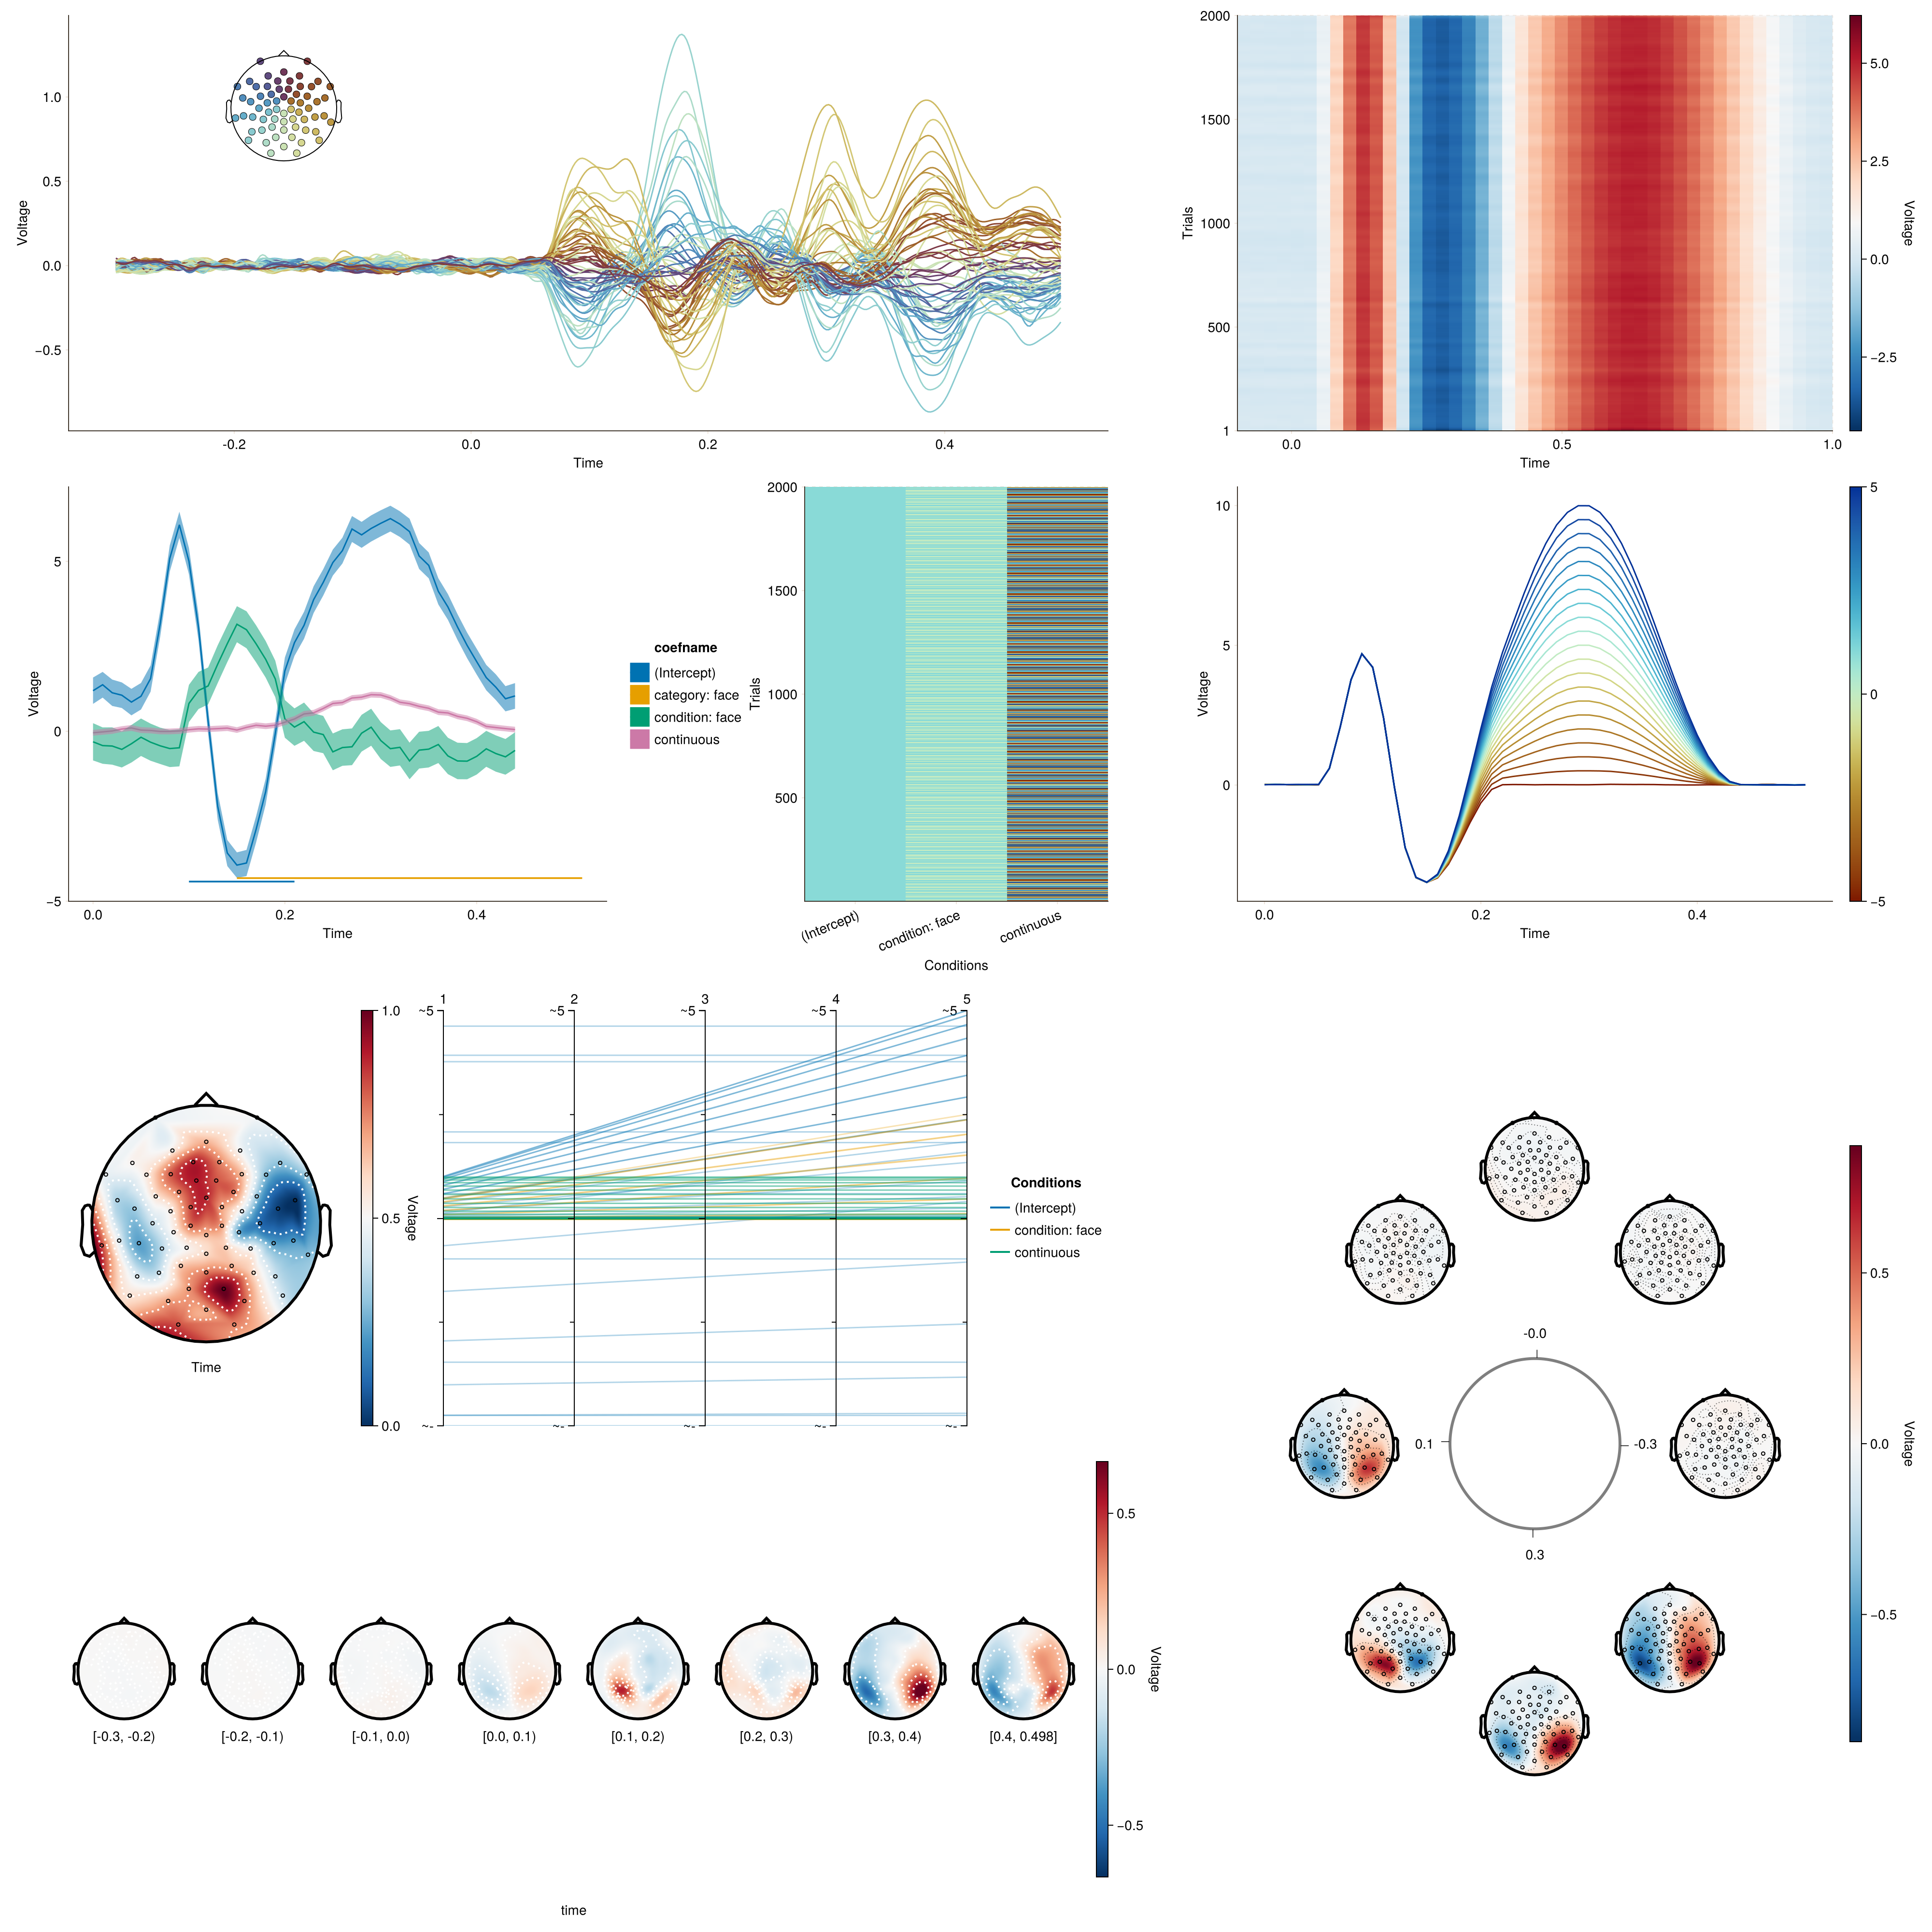 1.0
0.5
0.0
−0.5
Voltage
-0.2
0.0
0.2
0.4
Time
2000
1500
1000
500
1
Trials
0.0
0.5
1.0
Time
5.0
2.5
0.0
−2.5
Voltage
5
0
−5
Voltage
0.0
0.2
0.4
Time
coefname
(Intercept)
category: face
condition: face
continuous
2000
1500
1000
500
Trials
(Intercept)
condition: face
continuous
Conditions
10
5
0
Voltage
0.0
0.2
0.4
Time
5
0
−5
Time
1.0
0.5
0.0
Voltage
1
2
3
4
5
~5
~5
~5
~5
~5
~-
~-
~-
~-
~-
Conditions
(Intercept)
condition: face
continuous
-0.0
0.1
-0.3
0.3
0.5
0.0
−0.5
Voltage
[-0.3, -0.2)
[-0.2, -0.1)
[-0.1, 0.0)
[0.0, 0.1)
[0.1, 0.2)
[0.2, 0.3)
[0.3, 0.4)
[0.4, 0.498]
time
0.5
0.0
−0.5
Voltage